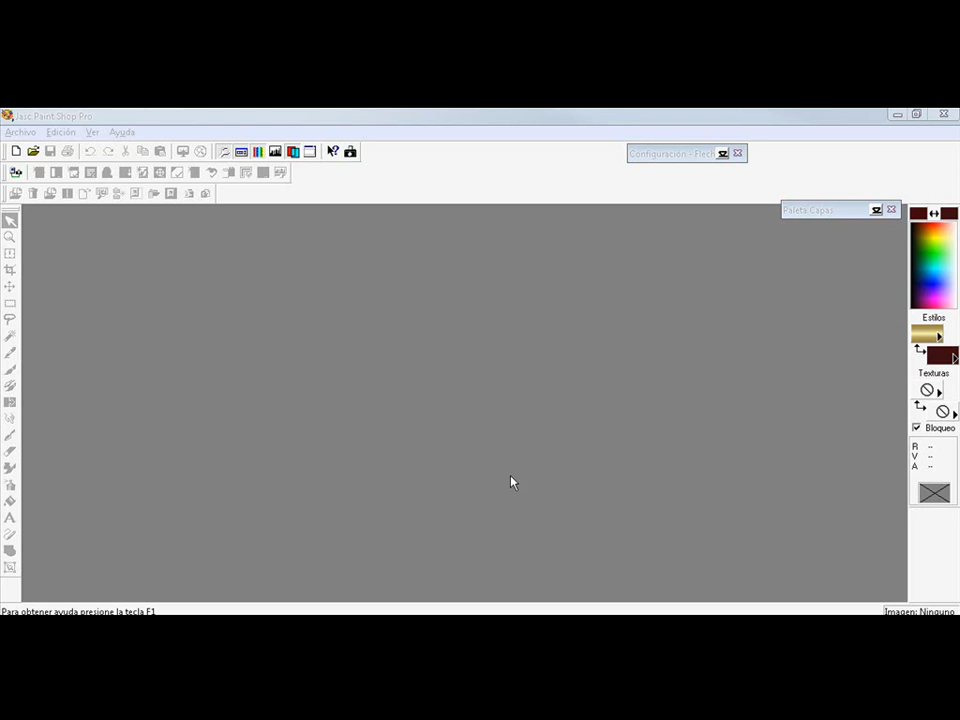 Jasc Paint Shop Pro
Archivo Edición Ver Ayuda
Configuración - Flech
Paleta Capas
Estilos
Texturas
Bloqueo
R --
V --
A --
Para obtener ayuda presione la tecla F1
Imagen: Ninguno